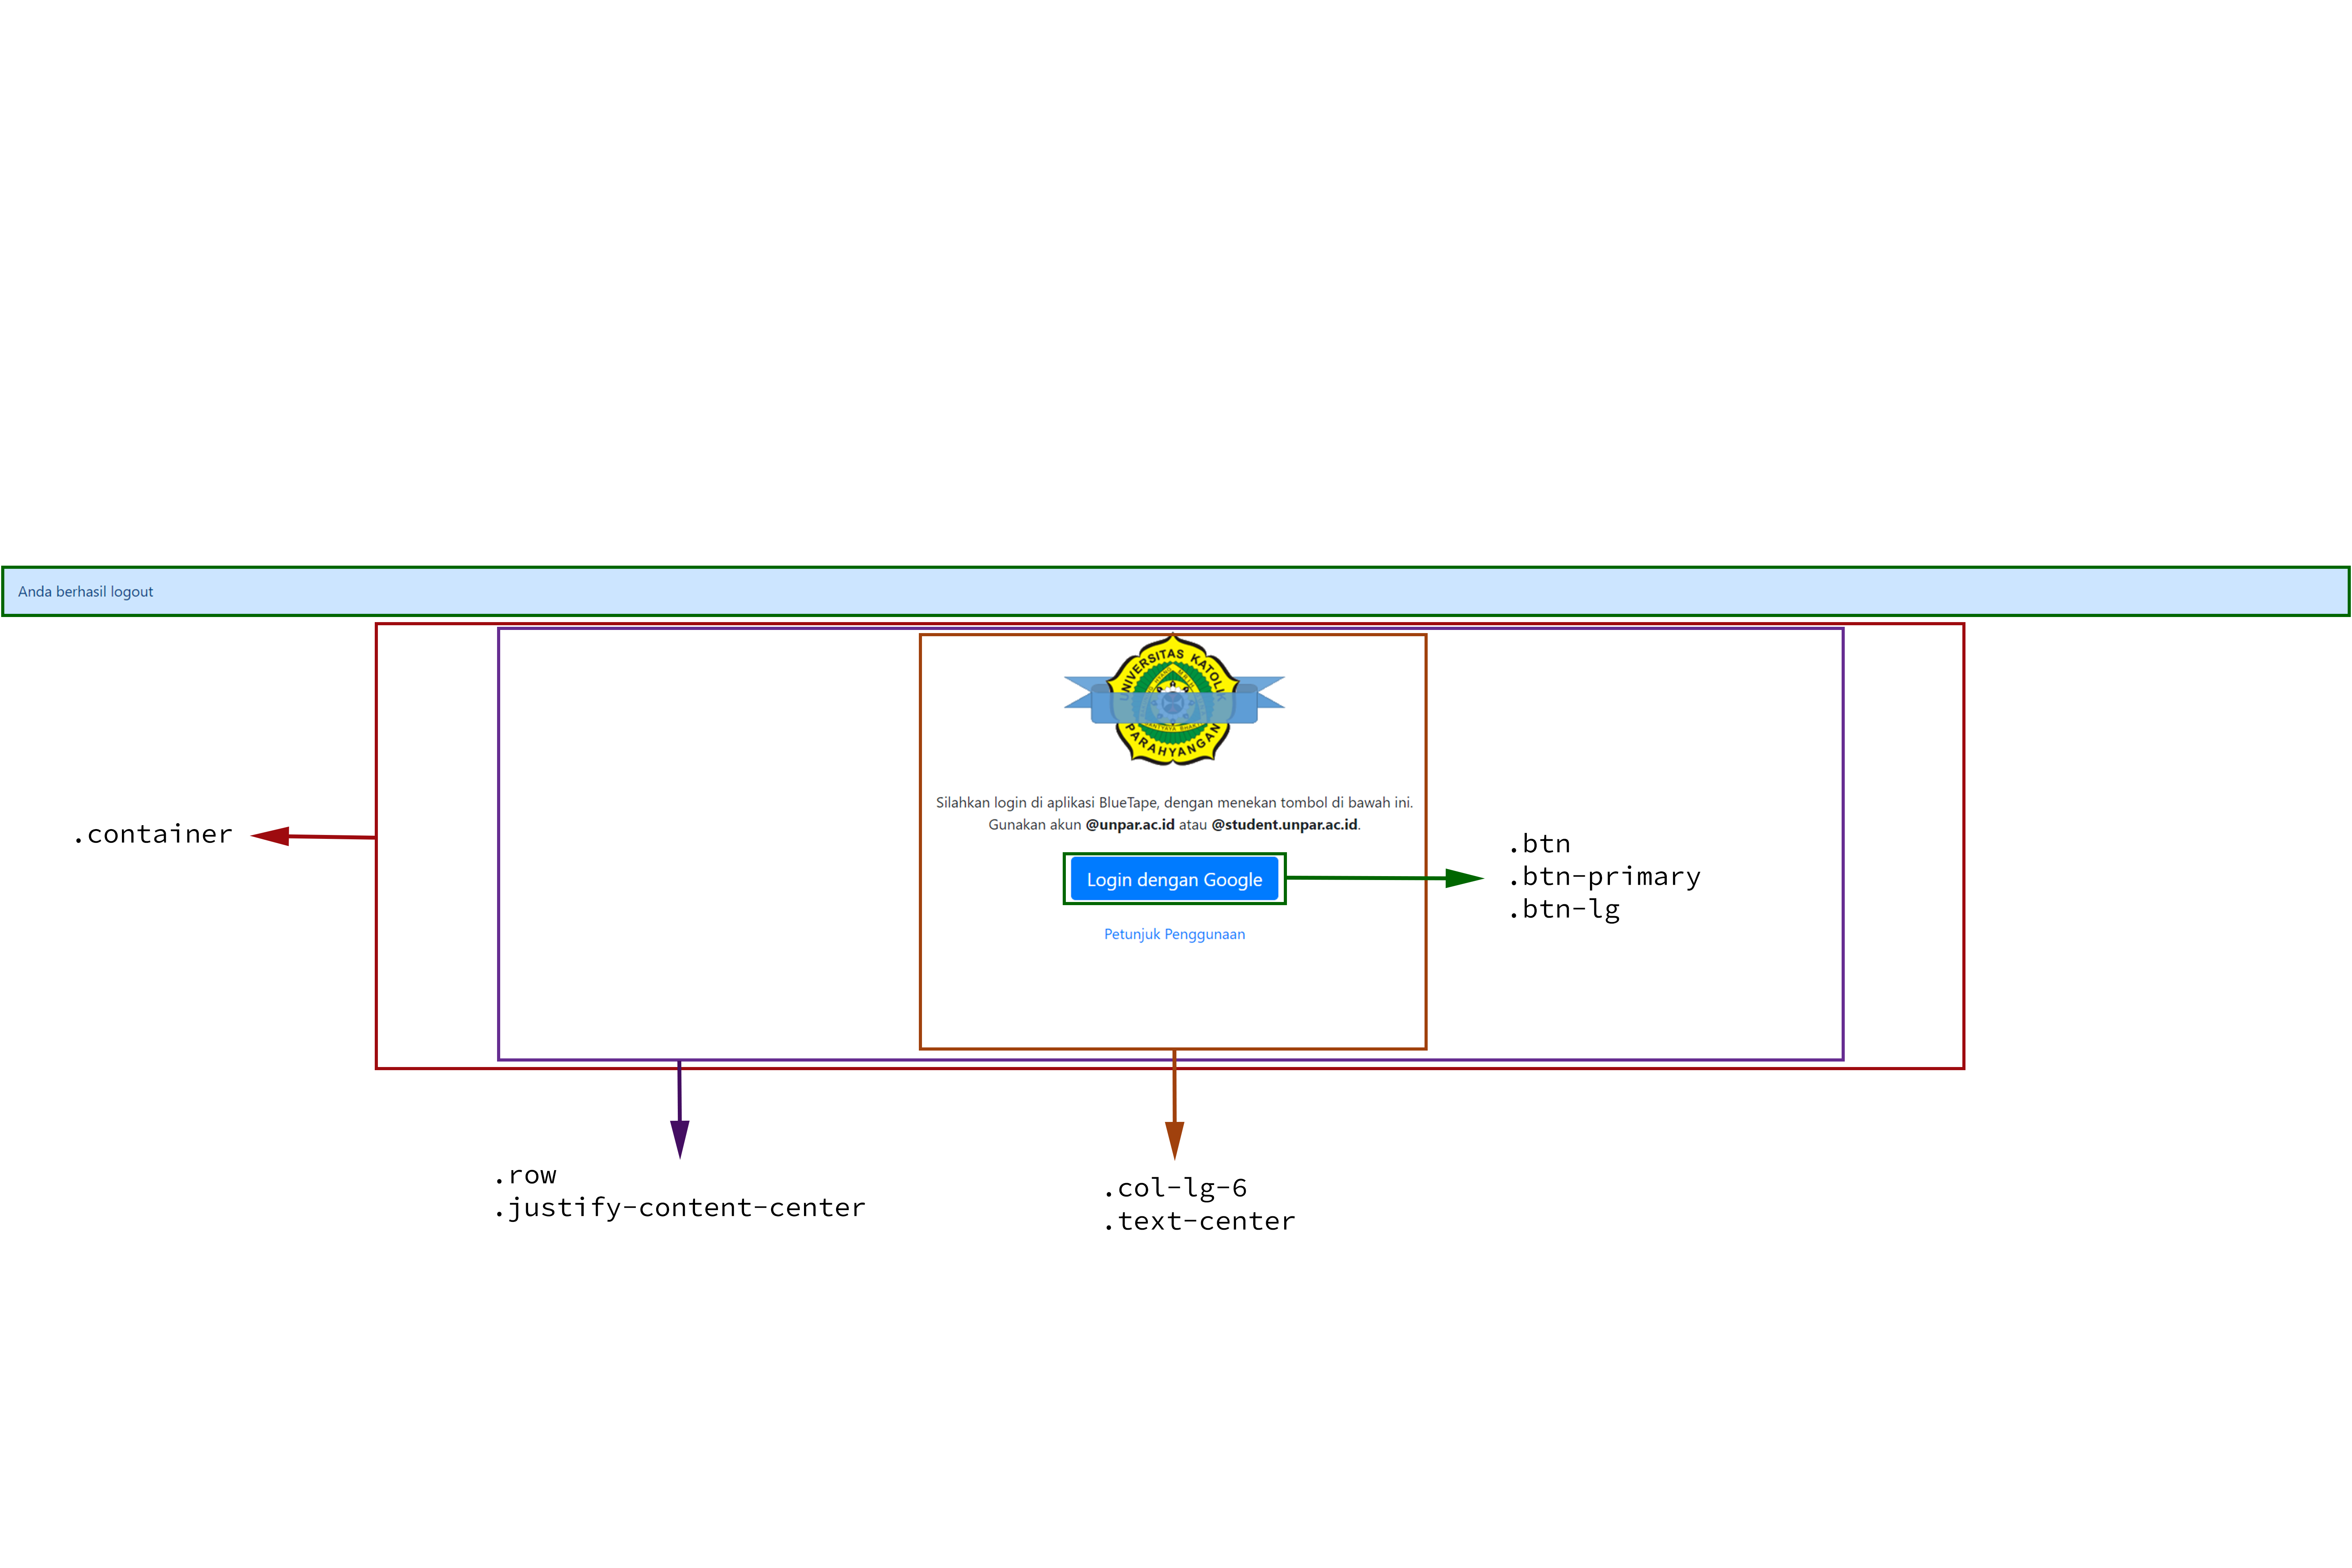 Anda berhasil logout
UNIVERSITAS KATOLIK
PARAHYANGAN
Silahkan login di aplikasi BlueTape, dengan menekan tombol di bawah ini.
Gunakan akun @unpar.ac.id atau @student.unpar.ac.id.
.container
Login dengan Google
.btn
.btn-primary
.btn-lg
Petunjuk Penggunaan
.row
.justify-content-center
.col-lg-6
.text-center